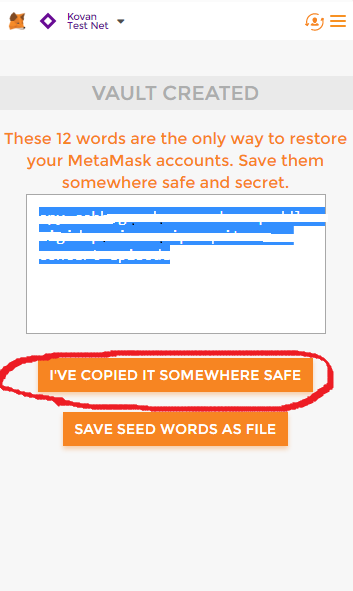 Kovan
Test Net
VAULT CREATED
These 12 words are the only way to restore
your MetaMask accounts. Save them
somewhere safe and secret.
I'VE COPIED IT SOMEWHERE SAFE
SAVE SEED WORDS AS FILE